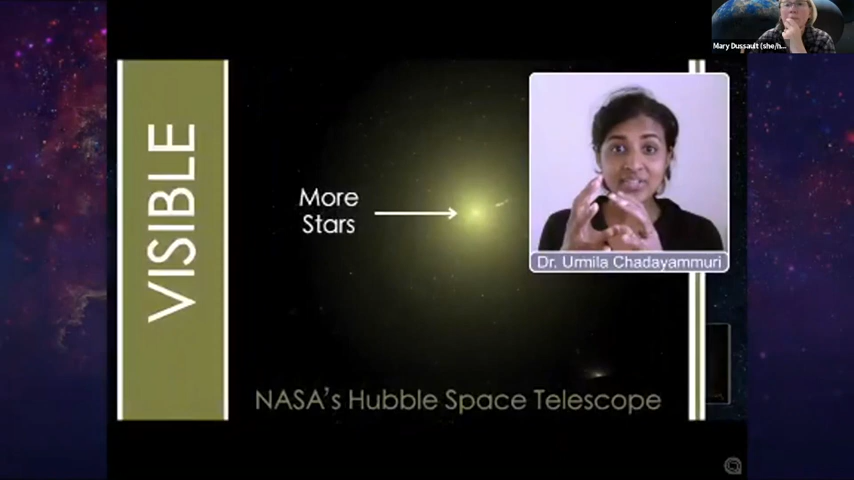 Mary Dussault (she/h...
VISIBLE
More
Stars
Dr. Urmila Chadayammuri
NASA's Hubble Space Telescope